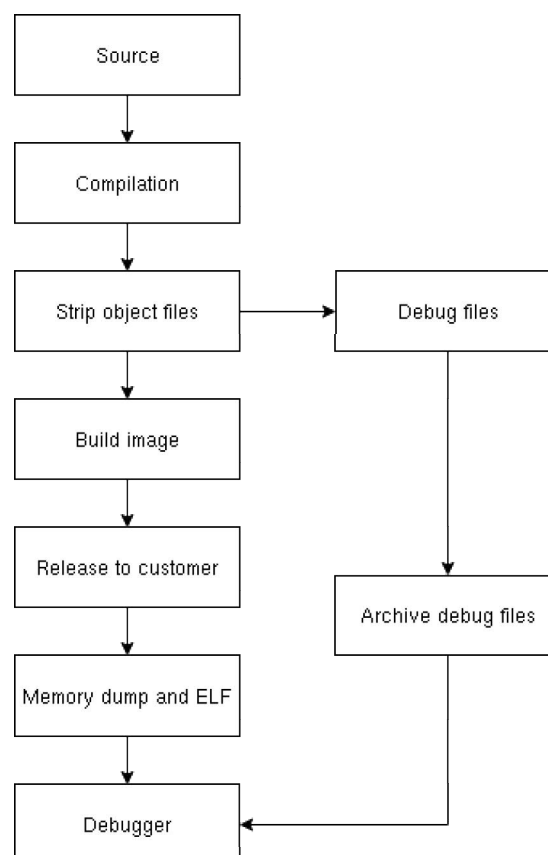 Source
Compilation
Strip object files
Debug files
Build image
Release to customer
Archive debug files
Memory dump and ELF
Debugger